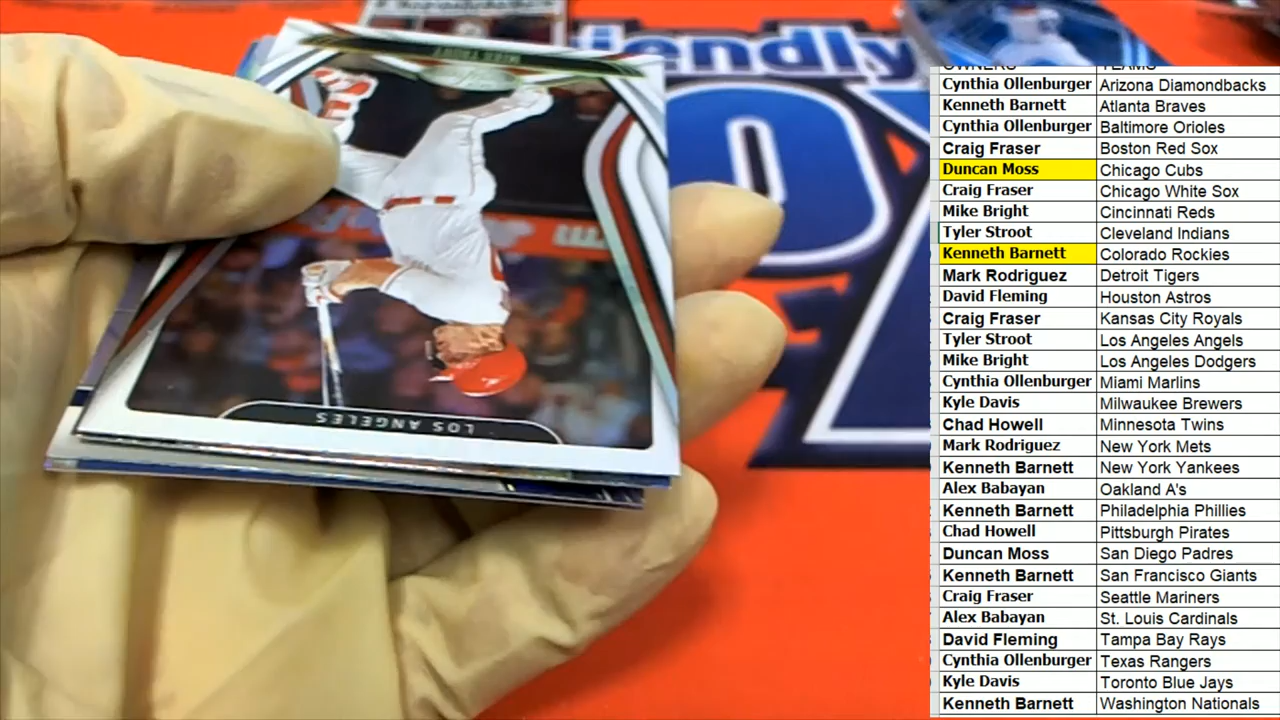 MIKE TROUT
LOS ANGELES
iendly
OWNERS TEAMS
Cynthia Ollenburger Arizona Diamondbacks
Kenneth Barnett Atlanta Braves
Cynthia Ollenburger Baltimore Orioles
Craig Fraser Boston Red Sox
Duncan Moss Chicago Cubs
Craig Fraser Chicago White Sox
Mike Bright Cincinnati Reds
Tyler Stroot Cleveland Indians
Kenneth Barnett Colorado Rockies
Mark Rodriguez Detroit Tigers
David Fleming Houston Astros
Craig Fraser Kansas City Royals
Tyler Stroot Los Angeles Angels
Mike Bright Los Angeles Dodgers
Cynthia Ollenburger Miami Marlins
Kyle Davis Milwaukee Brewers
Chad Howell Minnesota Twins
Mark Rodriguez New York Mets
Kenneth Barnett New York Yankees
Alex Babayan Oakland A's
Kenneth Barnett Philadelphia Phillies
Chad Howell Pittsburgh Pirates
Duncan Moss San Diego Padres
Kenneth Barnett San Francisco Giants
Craig Fraser Seattle Mariners
Alex Babayan St. Louis Cardinals
David Fleming Tampa Bay Rays
Cynthia Ollenburger Texas Rangers
Kyle Davis Toronto Blue Jays
Kenneth Barnett Washington Nationals